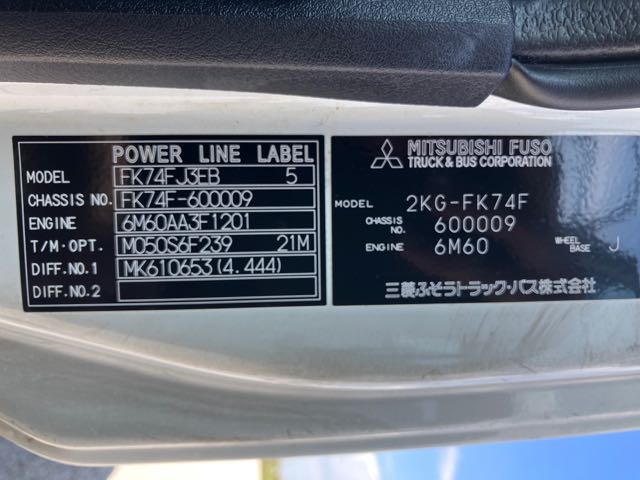 POWER LINE LABEL
MODEL FK74FJ3EB 5
CHASSIS NO. FK74F-600009
ENGINE 6M60AA3F1201
T/M·OPT. M050S6F239 21M
DIFF.NO.1 MK610653(4.444)
DIFF.NO.2
MITSUBISHI FUSO
TRUCK & BUS CORPORATION
MODEL 2KG-FK74F
CHASSIS NO. 600009
ENGINE 6M60 WHEEL BASE J
三菱ふそうトラック・バス株式会社